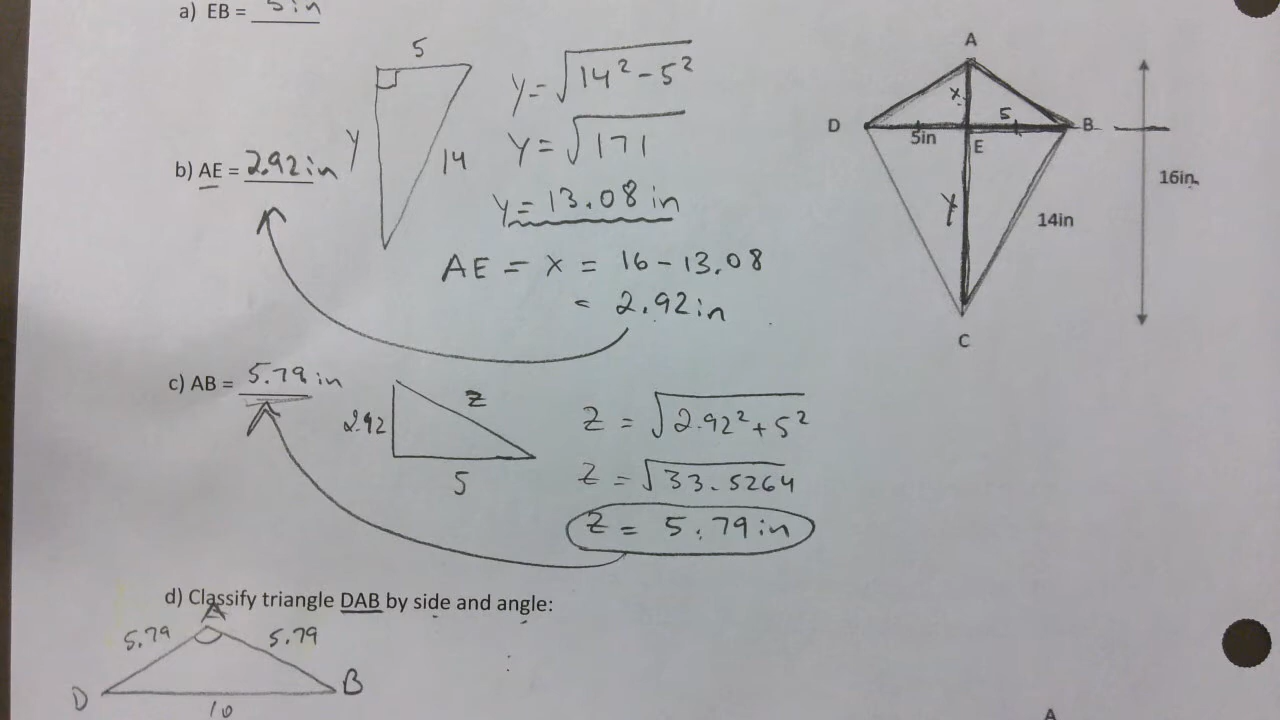 a) EB = 5in
5
y = √14² - 5²
y
14
y = √171
b) AE = 2.92 in
y = 13.08 in
AE = x = 16 - 13.08
= 2.92 in
A
x
5
D
B
5in
E
16in.
y
14in
C
c) AB = 5.79 in
2.92
z
5
z = √2.92² + 5²
z = √33.5264
z = 5.79 in
d) Classify triangle DAB by side and angle:
A
5.79
5.79
D
B
10
A